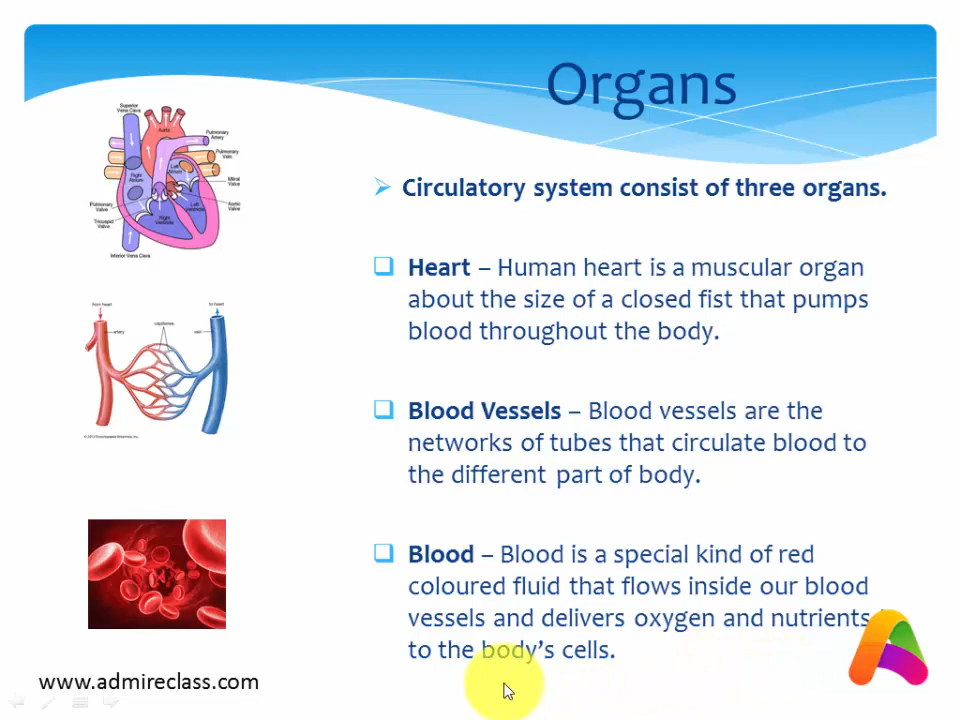 Organs
Superior
Vena Cava
Aorta
Pulmonary
Artery
Pulmonary
Vein
Right
Atrium
Left
Atrium
Mitral
Valve
Pulmonary
Valve
Aortic
Valve
Left
Ventricle
Right
Ventricle
Tricuspid
Valve
Inferior Vena Cava
Circulatory system consist of three organs.
Heart – Human heart is a muscular organ
about the size of a closed fist that pumps
blood throughout the body.
from heart
to heart
capillaries
artery
vein
Blood Vessels – Blood vessels are the
networks of tubes that circulate blood to
the different part of body.
Blood – Blood is a special kind of red
coloured fluid that flows inside our blood
vessels and delivers oxygen and nutrients
to the body's cells.
www.admireclass.com